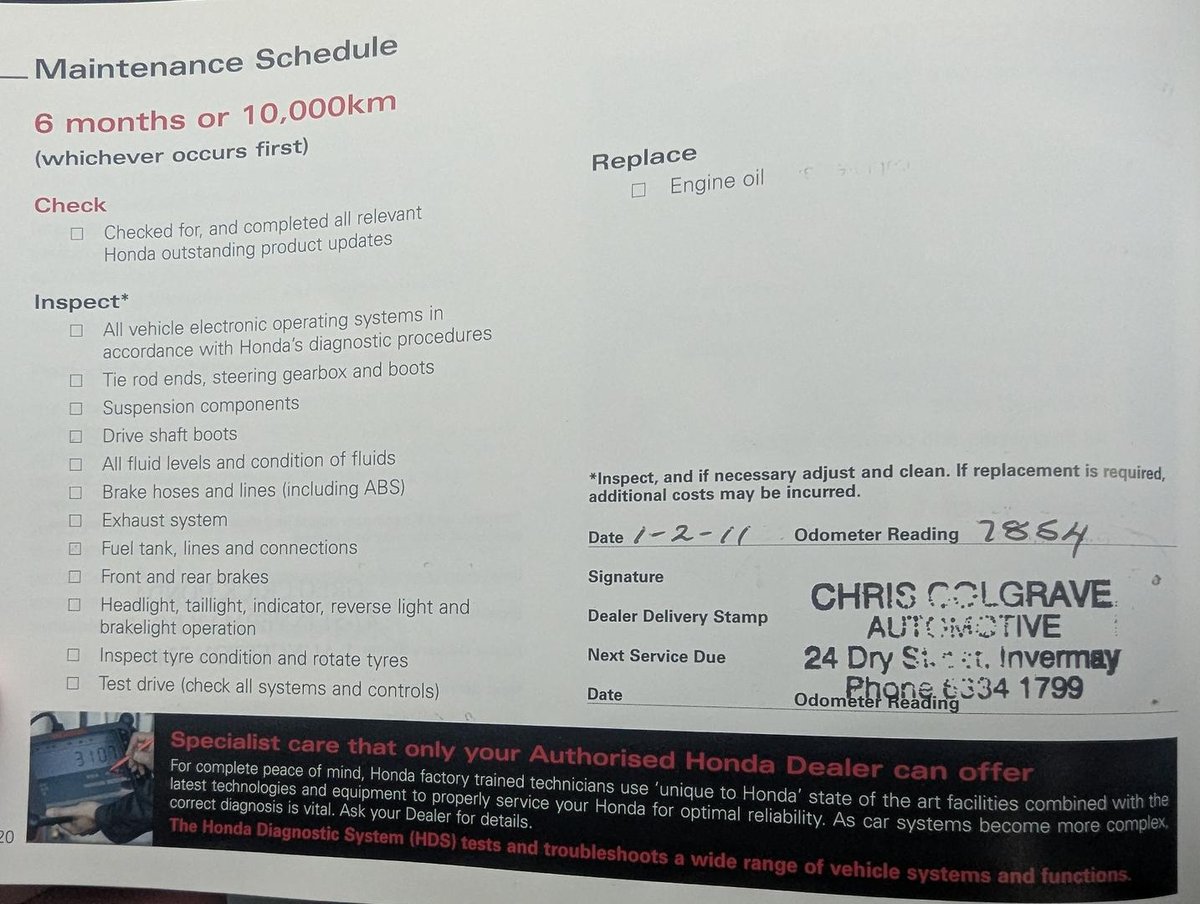 Maintenance Schedule
6 months or 10,000km
(whichever occurs first)
Check
Checked for, and completed all relevant
Honda outstanding product updates
Inspect*
All vehicle electronic operating systems in
accordance with Honda's diagnostic procedures
Tie rod ends, steering gearbox and boots
Suspension components
Drive shaft boots
All fluid levels and condition of fluids
Brake hoses and lines (including ABS)
Exhaust system
Fuel tank, lines and connections
Front and rear brakes
Headlight, taillight, indicator, reverse light and
brakelight operation
Inspect tyre condition and rotate tyres
Test drive (check all systems and controls)
Replace
Engine oil
*Inspect, and if necessary adjust and clean. If replacement is required,
additional costs may be incurred.
Date 1-2-11 Odometer Reading 7854
Signature
Dealer Delivery Stamp
CHRIS COLGRAVE
AUTOMOTIVE
24 Dry Street, Invermay
Phone 6334 1799
Next Service Due
Date Odometer Reading
3107
Specialist care that only your Authorised Honda Dealer can offer
For complete peace of mind, Honda factory trained technicians use 'unique to Honda' state of the art facilities combined with the
latest technologies and equipment to properly service your Honda for optimal reliability. As car systems become more complex,
correct diagnosis is vital. Ask your Dealer for details.
The Honda Diagnostic System (HDS) tests and troubleshoots a wide range of vehicle systems and functions.
20